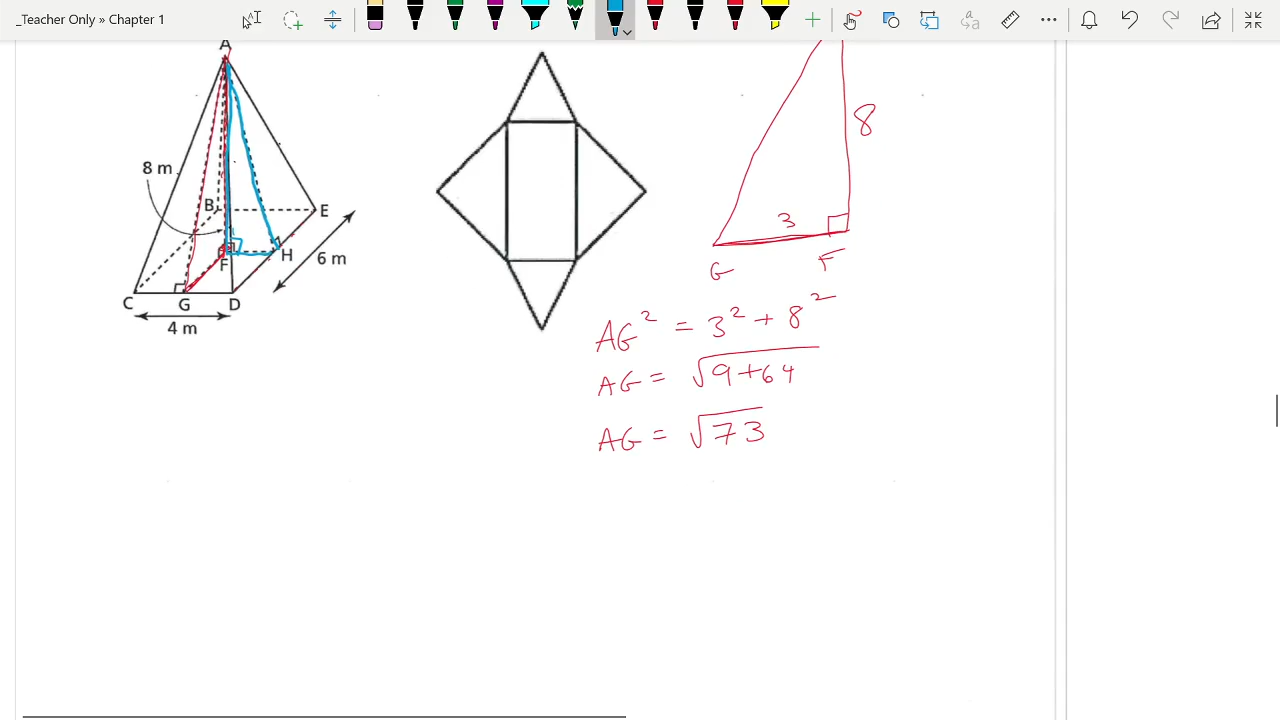 _Teacher Only » Chapter 1
A
8 m
B
E
F
H
6 m
C
G
D
4 m
8
3
G
F
AG² = 3² + 8²
AG = √9+64
AG = √73